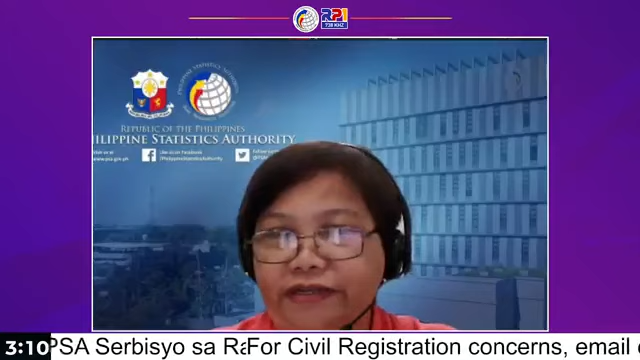 RPI
738 KHZ
REPUBLIC OF THE PHILIPPINES
PHILIPPINE STATISTICS AUTHORITY
3:10
PSA Serbisyo sa Ra
For Civil Registration concerns, email